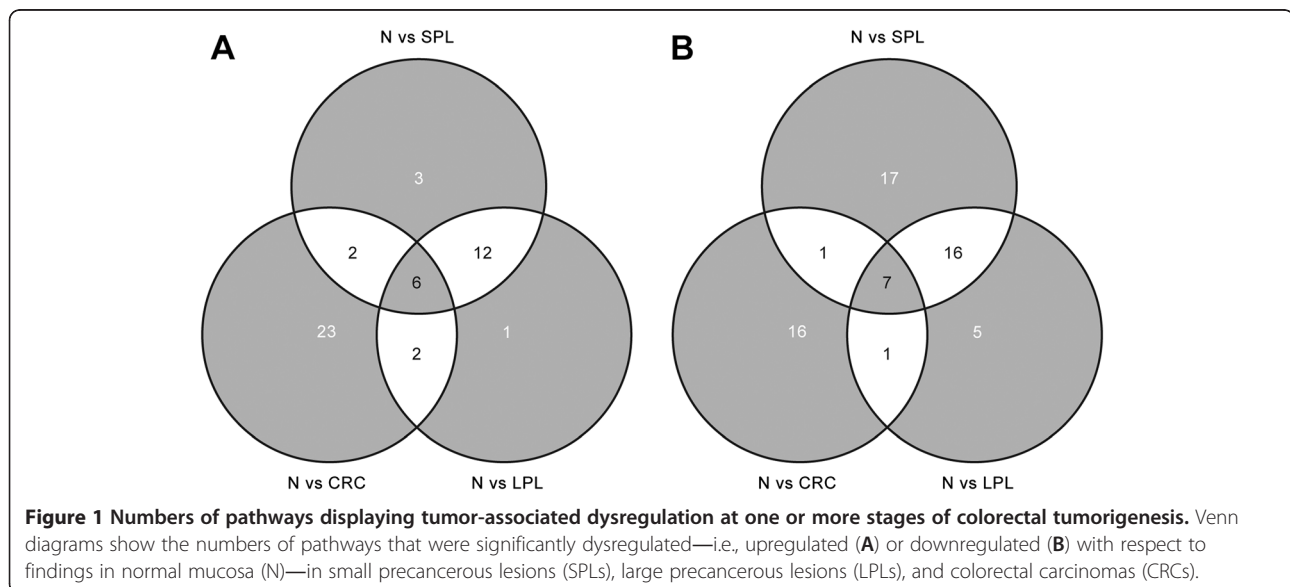 A
N vs SPL
3
2
12
6
23
1
2
N vs CRC
N vs LPL
B
N vs SPL
17
1
16
7
16
5
1
N vs CRC
N vs LPL
Figure 1 Numbers of pathways displaying tumor-associated dysregulation at one or more stages of colorectal tumorigenesis. Venn
diagrams show the numbers of pathways that were significantly dysregulated—i.e., upregulated (A) or downregulated (B) with respect to
findings in normal mucosa (N)—in small precancerous lesions (SPLs), large precancerous lesions (LPLs), and colorectal carcinomas (CRCs).